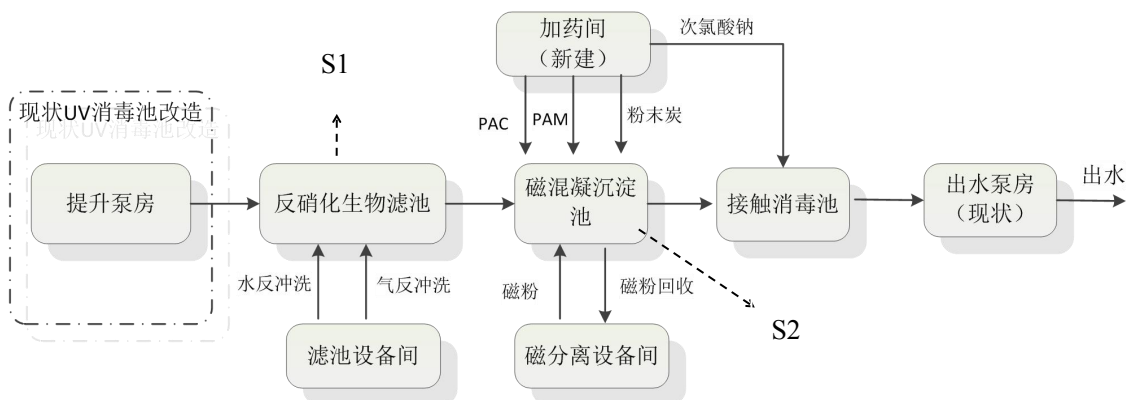 加药间
（新建）
次氯酸钠
S1
现状UV消毒池改造
现状UV消毒池改造
PAC
PAM
粉末炭
提升泵房
反硝化生物滤池
磁混凝沉淀
池
接触消毒池
出水泵房
（现状）
出水
水反冲洗
气反冲洗
磁粉
磁粉回收
S2
滤池设备间
磁分离设备间